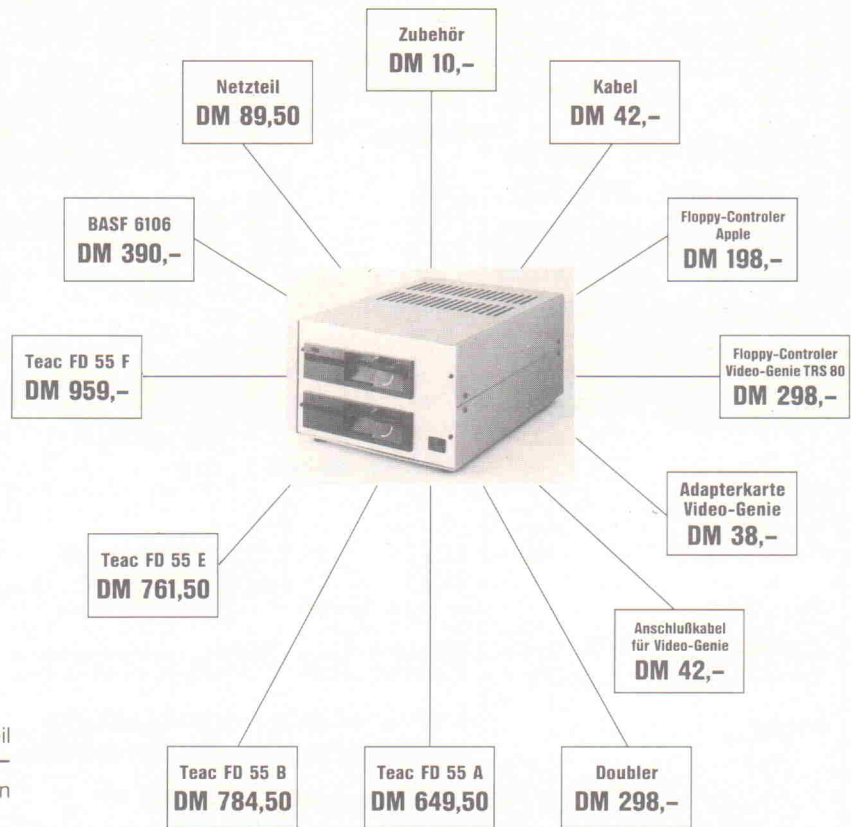 Zubehör
DM 10,–
Netzteil
DM 89,50
Kabel
DM 42,–
BASF 6106
DM 390,–
Floppy-Controler
Apple
DM 198,–
Teac FD 55 F
DM 959,–
Floppy-Controler
Video-Genie TRS 80
DM 298,–
Adapterkarte
Video-Genie
DM 38,–
Teac FD 55 E
DM 761,50
Anschlußkabel
für Video-Genie
DM 42,–
Teac FD 55 B
DM 784,50
Teac FD 55 A
DM 649,50
Doubler
DM 298,–